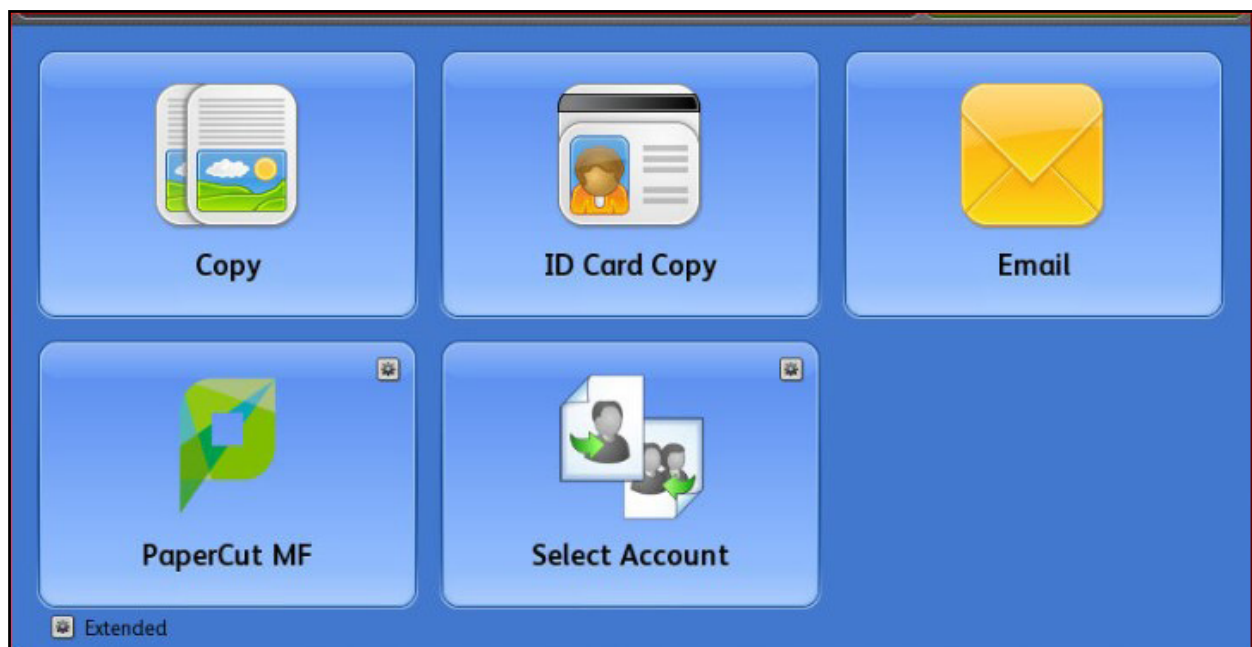 Copy
ID Card Copy
Email
PaperCut MF
Select Account
Extended